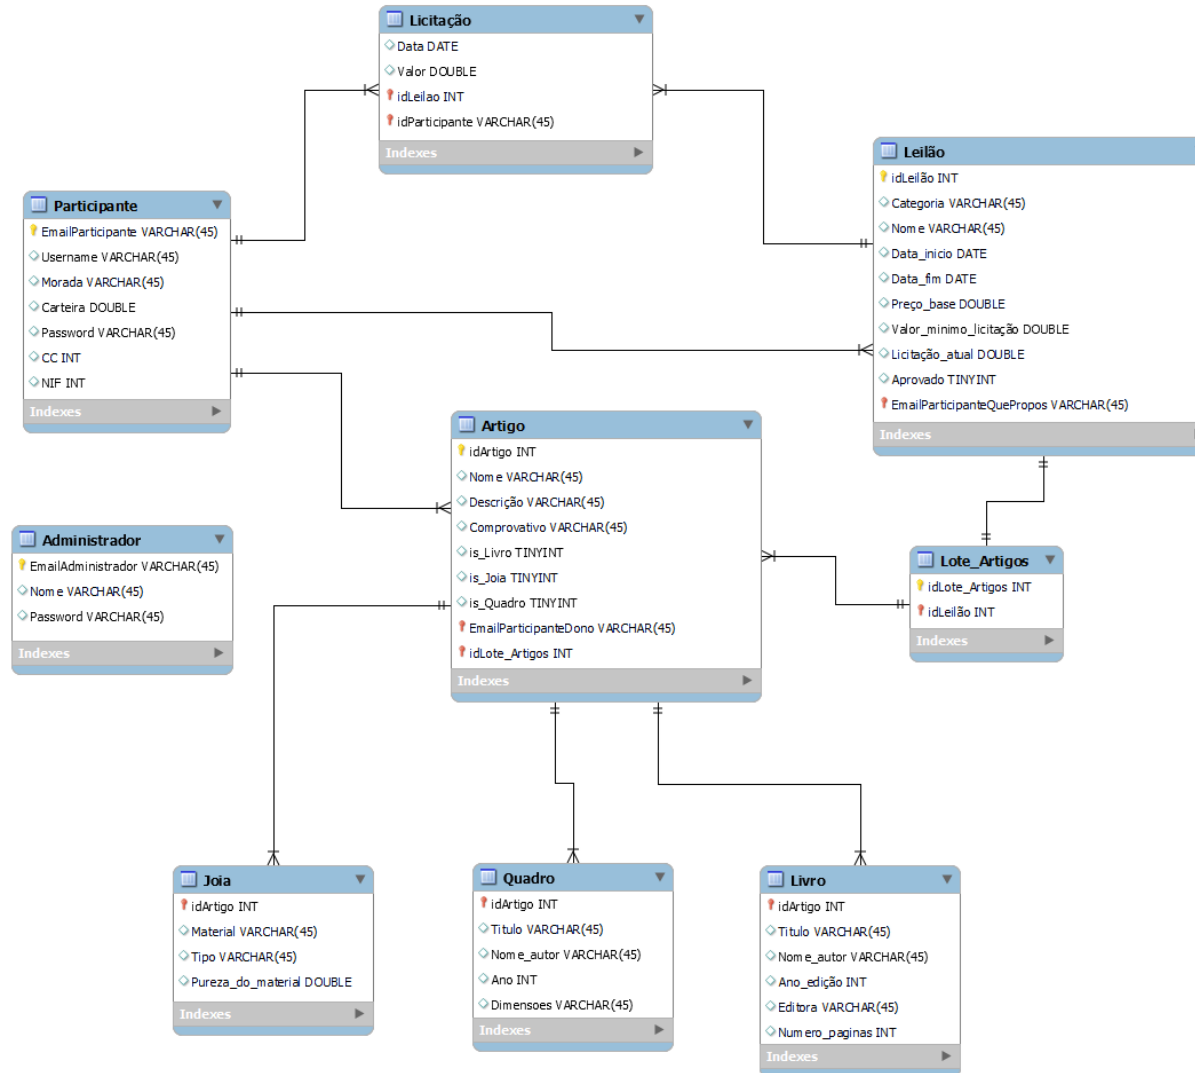 Licitação
Data DATE
Valor DOUBLE
idLeilao INT
idParticipante VARCHAR(45)
Indexes
Leilão
idLeilão INT
Categoria VARCHAR(45)
Nome VARCHAR(45)
Data_inicio DATE
Data_fim DATE
Preço_base DOUBLE
Valor_minimo_licitação DOUBLE
Licitação_atual DOUBLE
Aprovado TINYINT
EmailParticipanteQuePropos VARCHAR(45)
Indexes
Participante
EmailParticipante VARCHAR(45)
Username VARCHAR(45)
Morada VARCHAR(45)
Carteira DOUBLE
Password VARCHAR(45)
CC INT
NIF INT
Indexes
Artigo
idArtigo INT
Nome VARCHAR(45)
Descrição VARCHAR(45)
Comprovativo VARCHAR(45)
is_Livro TINYINT
is_Joia TINYINT
is_Quadro TINYINT
EmailParticipanteDono VARCHAR(45)
idLote_Artigos INT
Indexes
Administrador
EmailAdministrador VARCHAR(45)
Nome VARCHAR(45)
Password VARCHAR(45)
Indexes
Lote_Artigos
idLote_Artigos INT
idLeilão INT
Indexes
Joia
idArtigo INT
Material VARCHAR(45)
Tipo VARCHAR(45)
Pureza_do_material DOUBLE
Indexes
Quadro
idArtigo INT
Titulo VARCHAR(45)
Nome_autor VARCHAR(45)
Ano INT
Dimensoes VARCHAR(45)
Indexes
Livro
idArtigo INT
Titulo VARCHAR(45)
Nome_autor VARCHAR(45)
Ano_edição INT
Editora VARCHAR(45)
Numero_paginas INT
Indexes